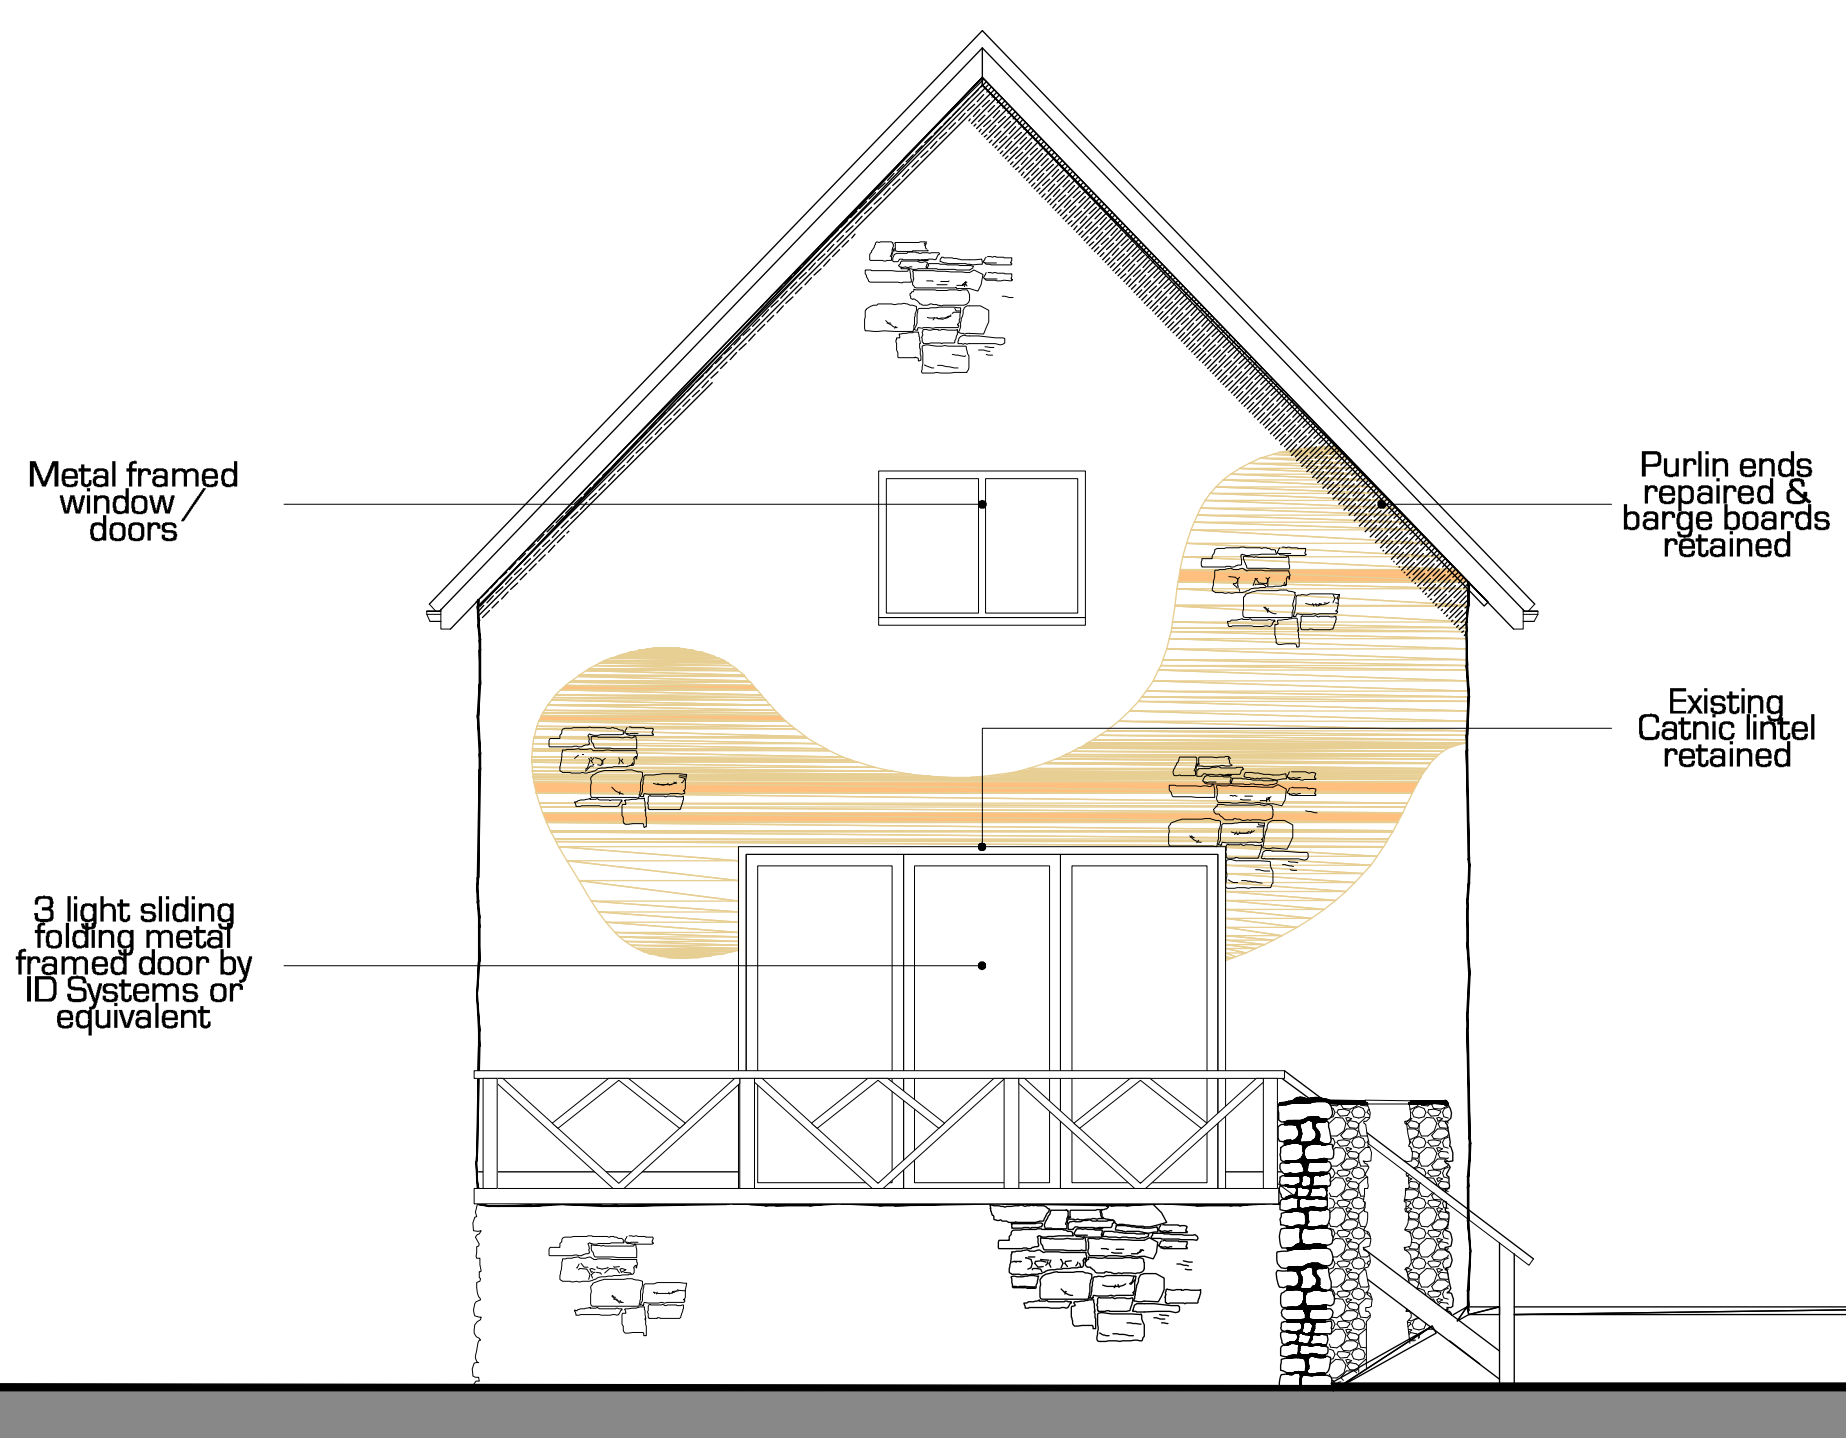 Metal framed
window /
doors
Purlin ends
repaired &
barge boards
retained
Existing
Catnic lintel
retained
3 light sliding
folding metal
framed door by
ID Systems or
equivalent